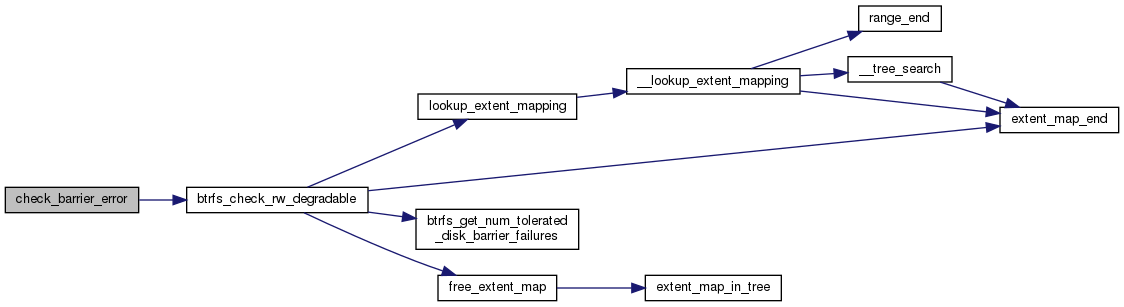 range_end
__tree_search
__lookup_extent_mapping
lookup_extent_mapping
extent_map_end
check_barrier_error
btrfs_check_rw_degradable
btrfs_get_num_tolerated
_disk_barrier_failures
free_extent_map
extent_map_in_tree